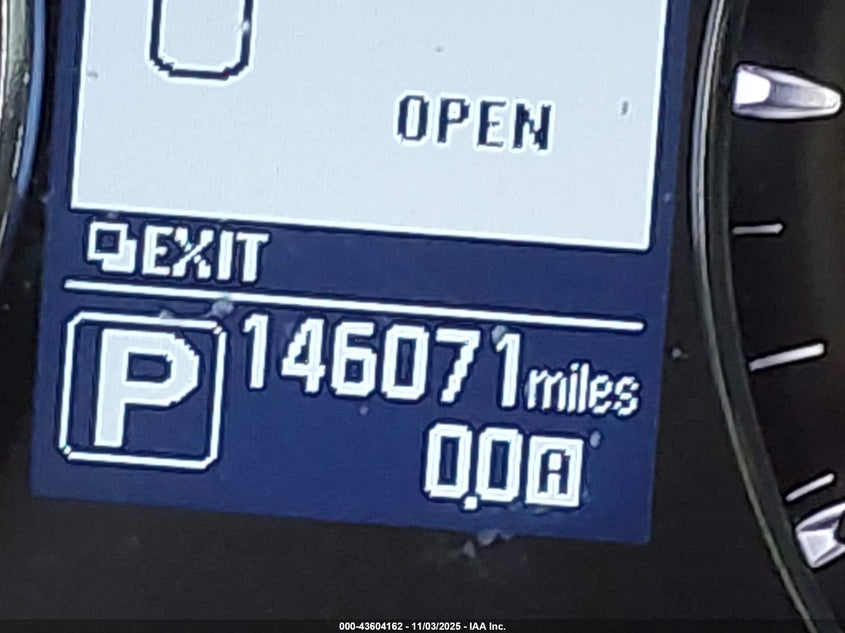 OPEN
EXIT
P
146071 miles
0.0 A
000-43604162 - 11/03/2025 - IAA Inc.